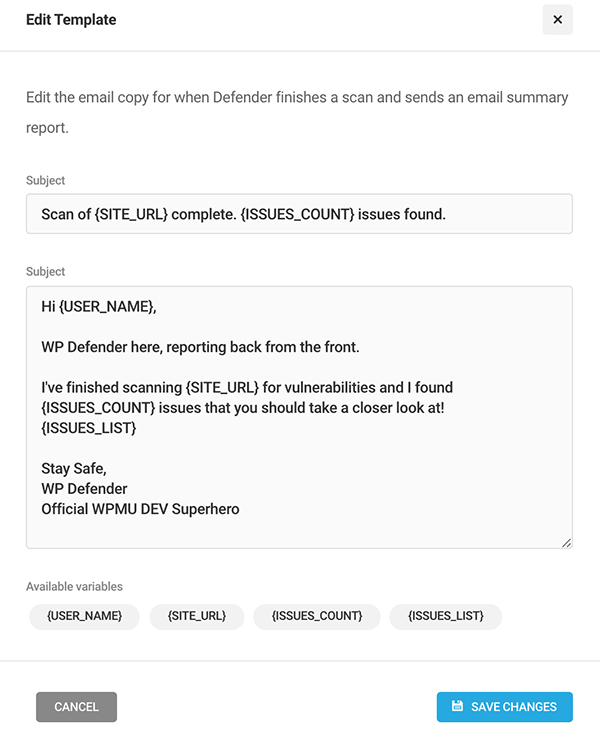 Edit Template
Edit the email copy for when Defender finishes a scan and sends an email summary
report.
Subject
Scan of {SITE_URL} complete. {ISSUES_COUNT} issues found.
Subject
Hi {USER_NAME},
WP Defender here, reporting back from the front.
I've finished scanning {SITE_URL} for vulnerabilities and I found
{ISSUES_COUNT} issues that you should take a closer look at!
{ISSUES_LIST}
Stay Safe,
WP Defender
Official WPMU DEV Superhero
Available variables
{USER_NAME} {SITE_URL} {ISSUES_COUNT} {ISSUES_LIST}
CANCEL SAVE CHANGES